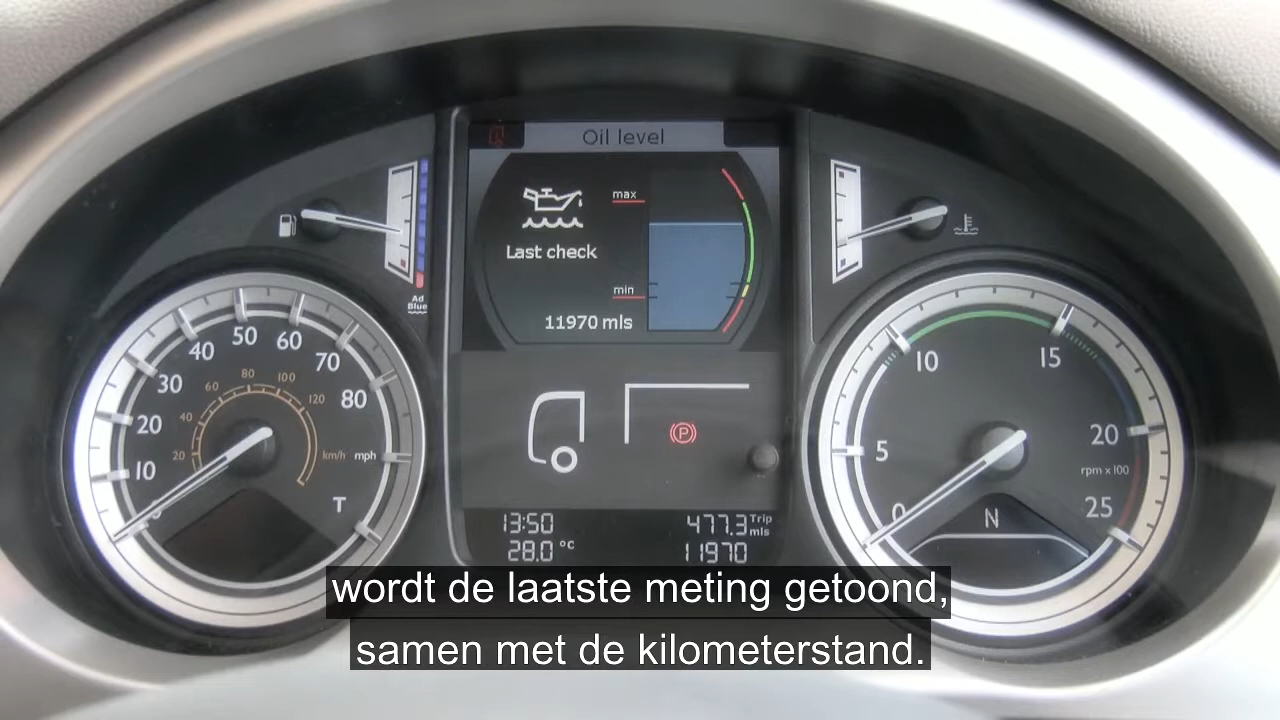 Oil level
max
Last check
min
11970 mls
Ad
Blue
10
20
30
40
50
60
70
80
20
40
60
80
100
120
km/h
mph
T
P
0
5
10
15
20
25
rpm x 100
N
13:50
477.3 Trip mls
28.0 °C
11970
wordt de laatste meting getoond,
samen met de kilometerstand.